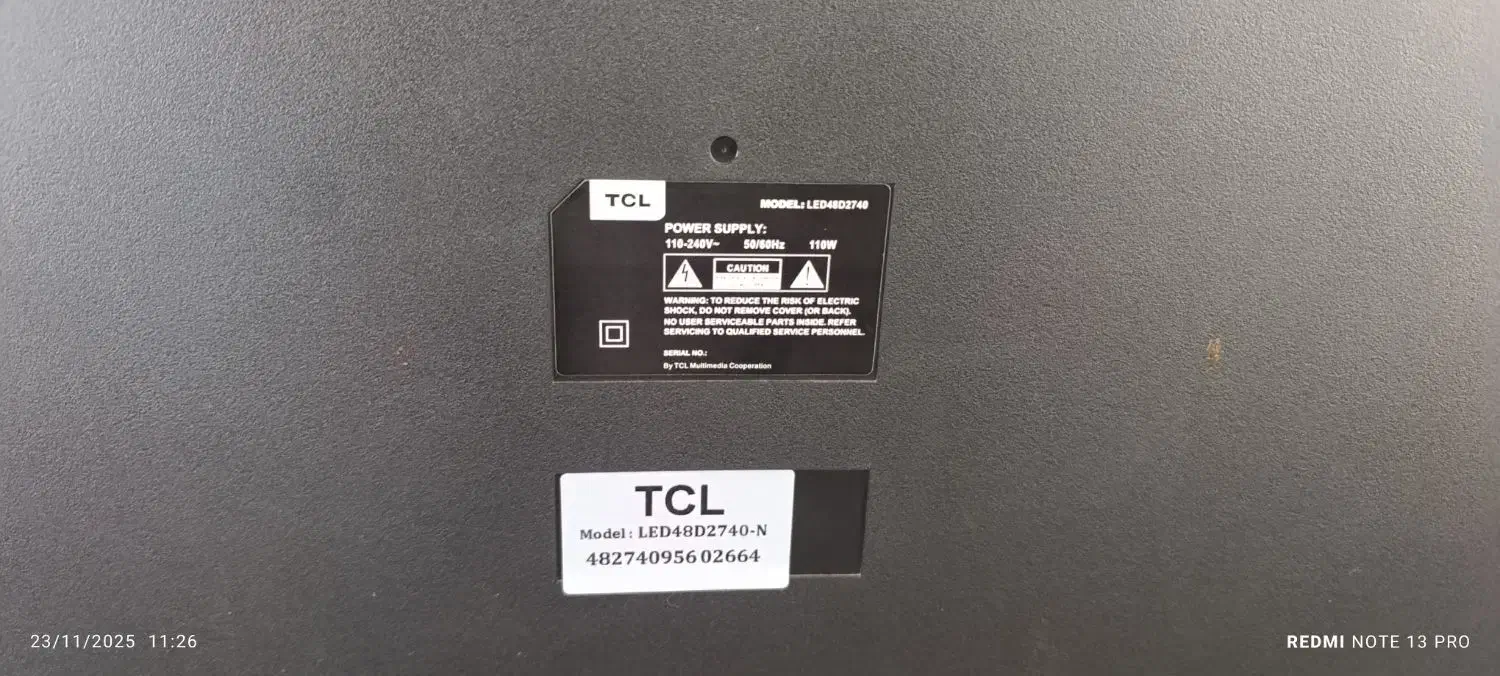 TCL
MODEL: LED48D2740
POWER SUPPLY:
110-240V~ 50/60Hz 110W
CAUTION
WARNING: TO REDUCE THE RISK OF ELECTRIC
SHOCK, DO NOT REMOVE COVER (OR BACK).
NO USER SERVICEABLE PARTS INSIDE. REFER
SERVICING TO QUALIFIED SERVICE PERSONNEL.
SERIAL NO.:
By TCL Multimedia Cooperation
TCL
Model: LED48D2740-N
48274095602664
23/11/2025 11:26
REDMI NOTE 13 PRO